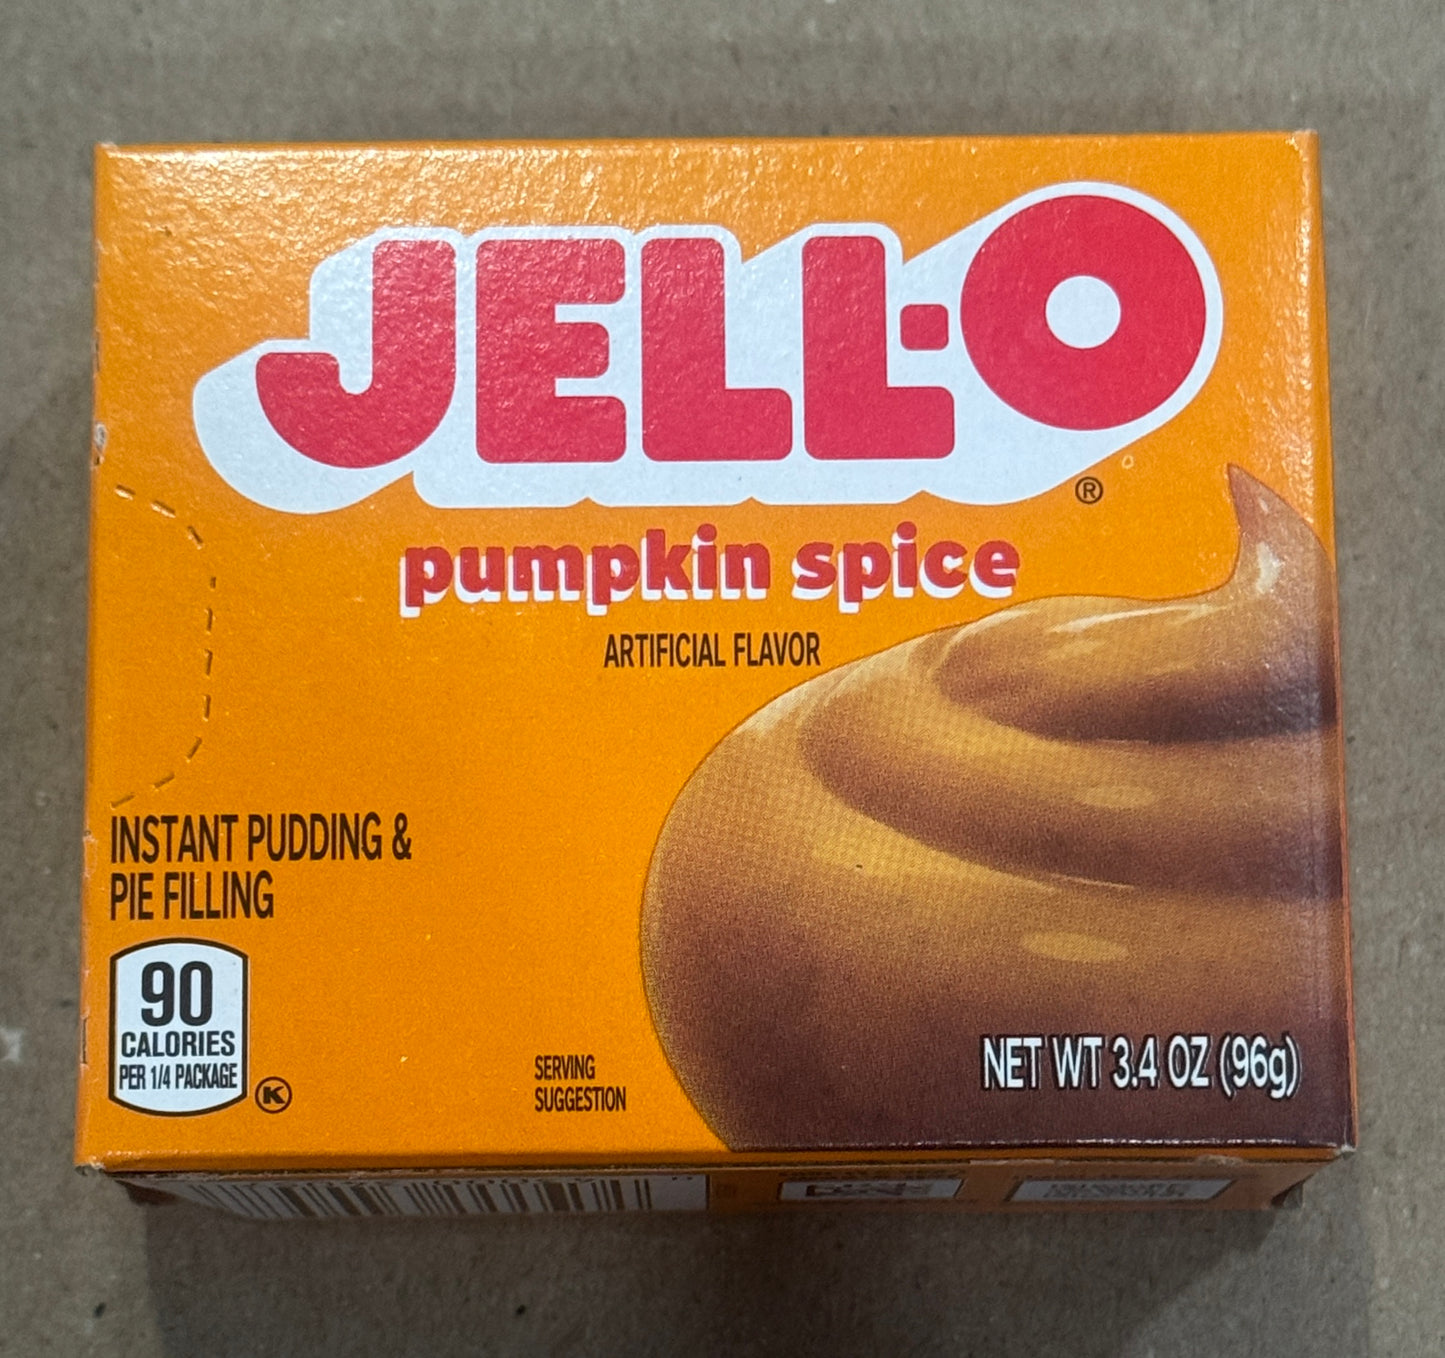 JELL-O
®
pumpkin spice
ARTIFICIAL FLAVOR
INSTANT PUDDING &
PIE FILLING
90
CALORIES
PER 1/4 PACKAGE
K
SERVING
SUGGESTION
NET WT 3.4 OZ (96g)